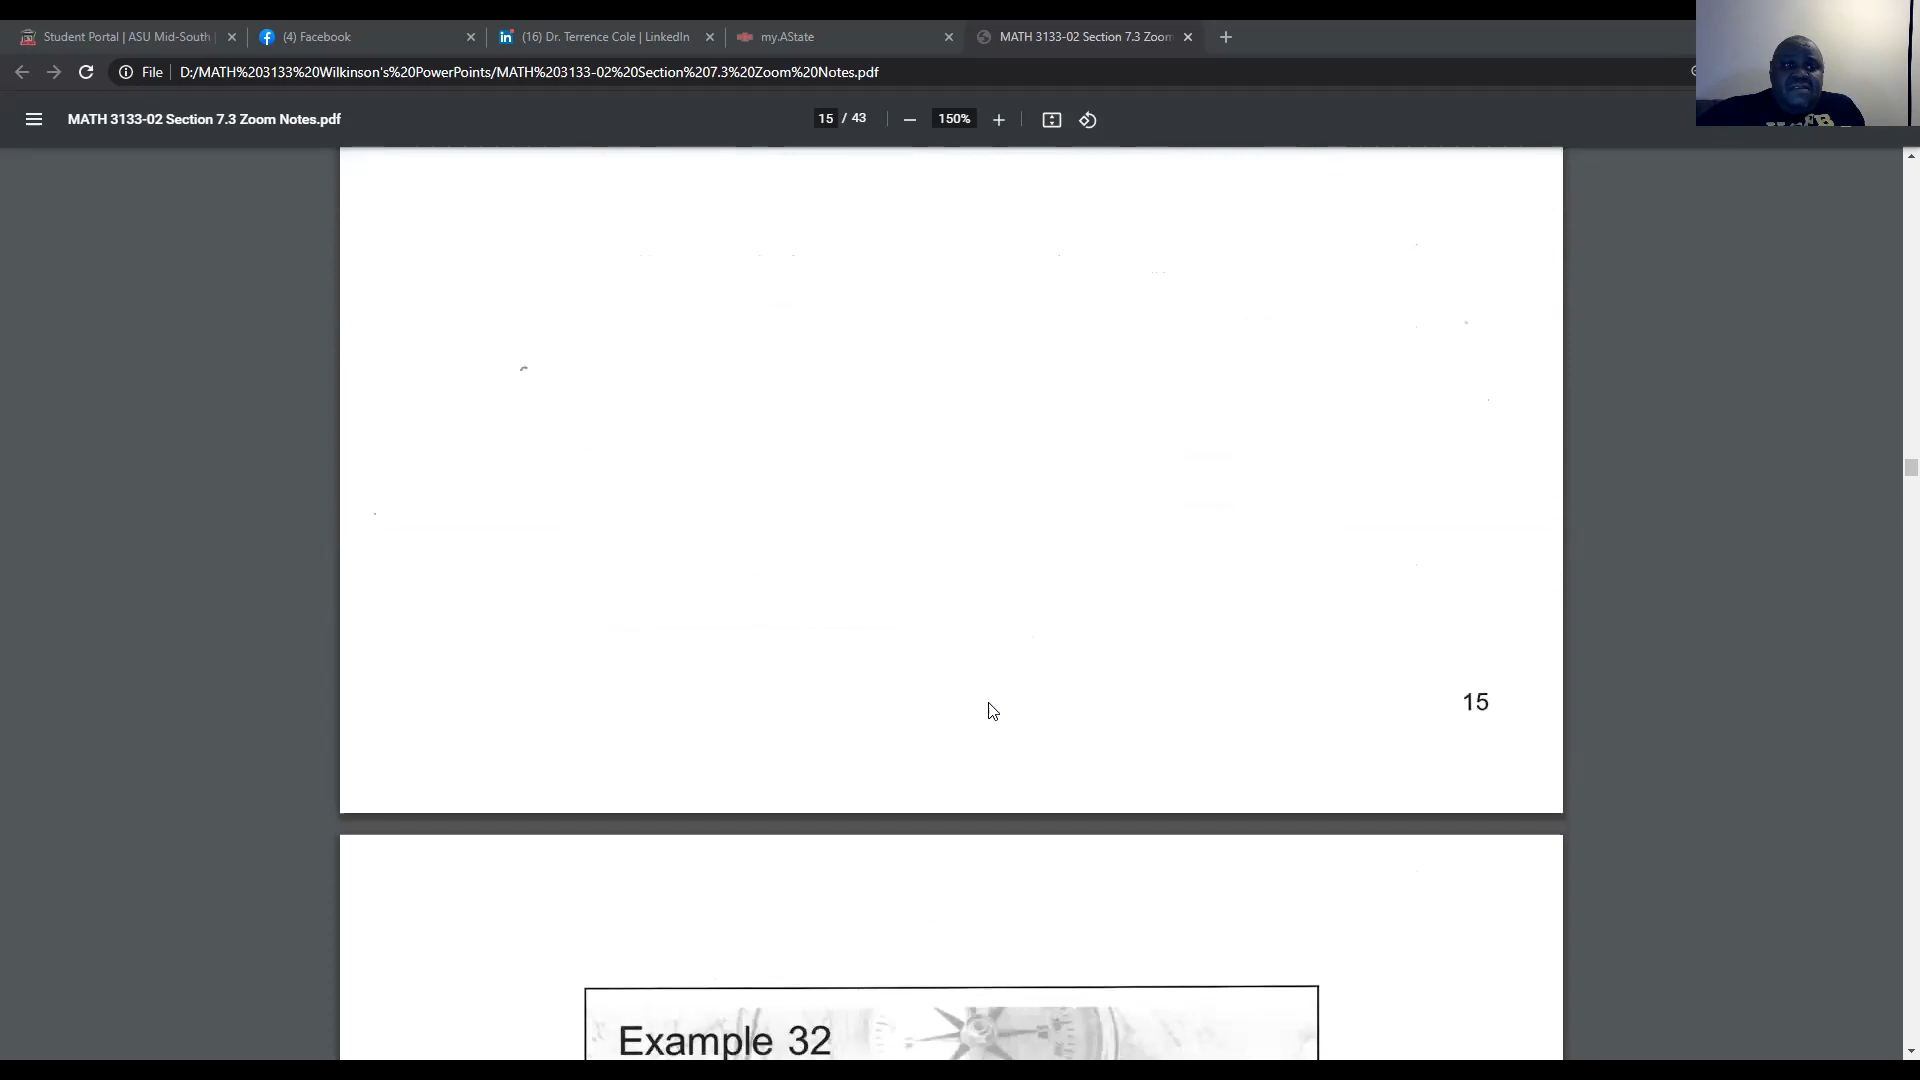 Student Portal | ASU Mid-South |
(4) Facebook
(16) Dr. Terrence Cole | LinkedIn
my.AState
MATH 3133-02 Section 7.3 Zoom
File
D:/MATH%203133%20Wilkinson's%20PowerPoints/MATH%203133-02%20Section%207.3%20Zoom%20Notes.pdf
MATH 3133-02 Section 7.3 Zoom Notes.pdf
15 / 43
150%
15
Example 32